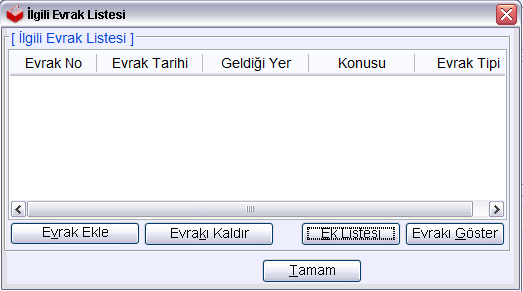 İlgili Evrak Listesi
[ İlgili Evrak Listesi ]
Evrak No Evrak Tarihi Geldiği Yer Konusu Evrak Tipi
Evrak Ekle Evrakı Kaldır Ek Listesi Evrakı Göster
Tamam